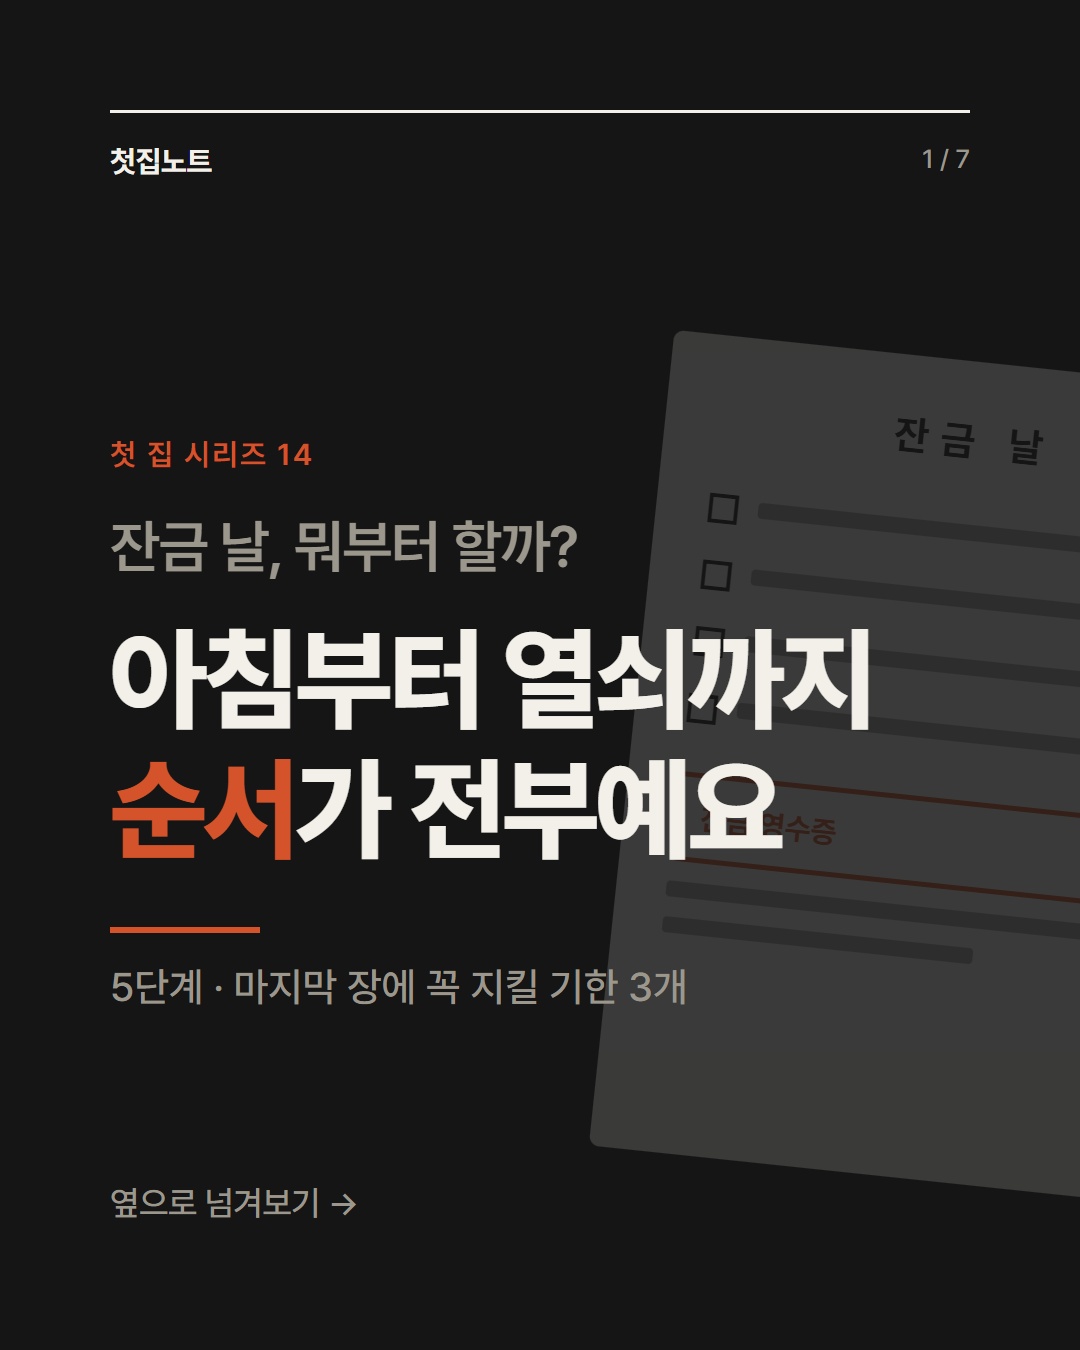 첫집노트
1 / 7
첫 집 시리즈 14
잔금 날
잔금 날, 뭐부터 할까?
아침부터 열쇠까지
순서가 전부예요
영수증
5단계 · 마지막 장에 꼭 지킬 기한 3개
옆으로 넘겨보기 →